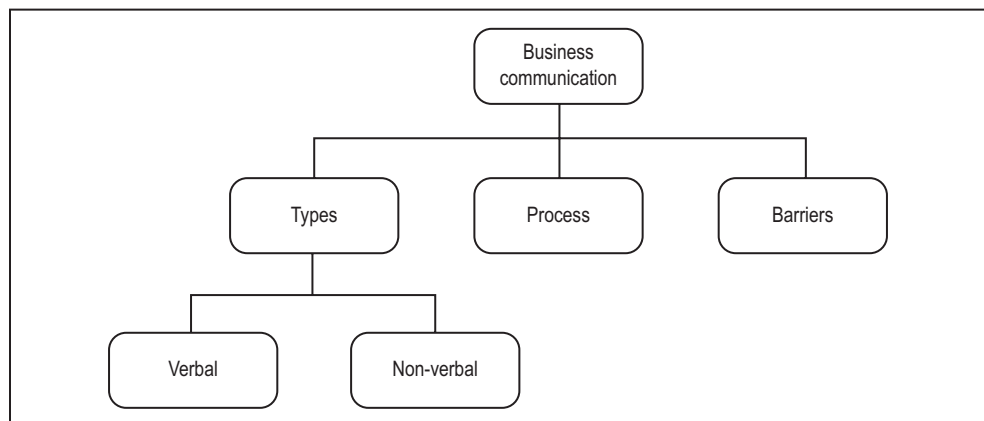 Business
communication
Types
Process
Barriers
Verbal
Non-verbal